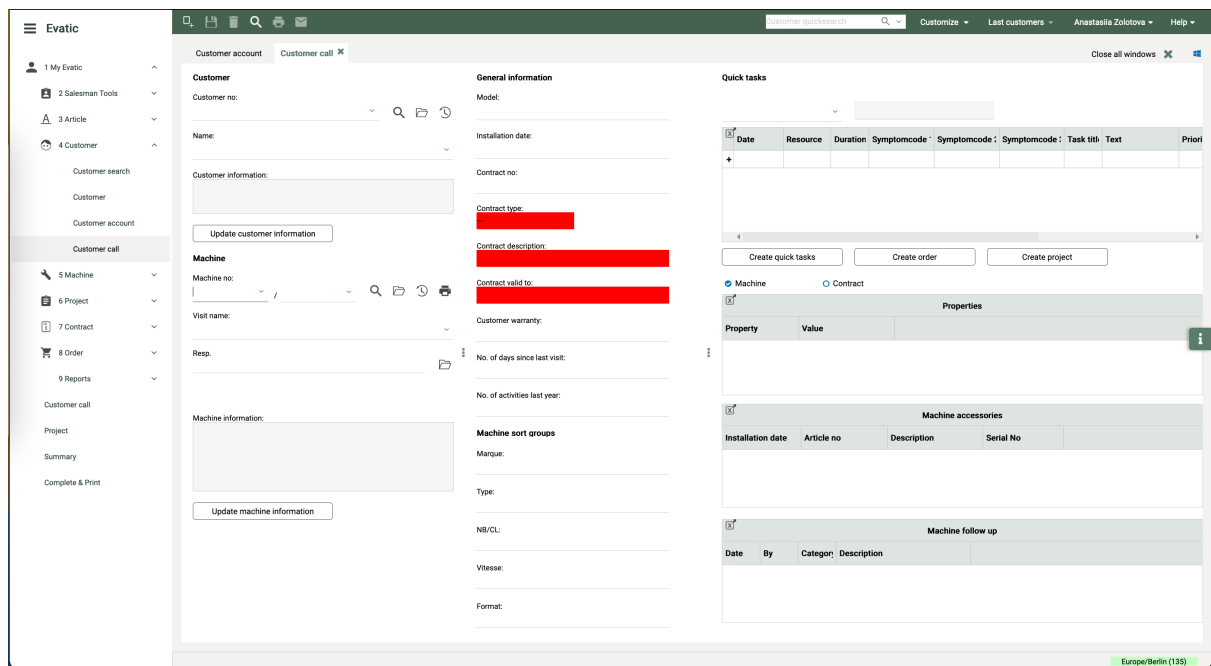 Evatic
Customer quicksearch
Customize
Last customers
Anastasiia Zolotova
Help
1 My Evatic
2 Salesman Tools
3 Article
4 Customer
Customer search
Customer
Customer account
Customer call
5 Machine
6 Project
7 Contract
8 Order
9 Reports
Customer call
Project
Summary
Complete & Print
Customer account
Customer call
Close all windows
Customer
Customer no:
Name:
Customer information:
Update customer information
Machine
Machine no:
/
Visit name:
Resp.
Machine information:
Update machine information
General information
Model:
Installation date:
Contract no:
Contract type:
--
Contract description:
Contract valid to:
Customer warranty:
No. of days since last visit:
No. of activities last year:
Machine sort groups
Marque:
Type:
NB/CL:
Vitesse:
Format:
Quick tasks
Date Resource Duration Symptomcode Symptomcode Symptomcode Task title Text Priori
+
Create quick tasks Create order Create project
Machine Contract
Properties
Property Value
Machine accessories
Installation date Article no Description Serial No
Machine follow up
Date By Category Description
Europe/Berlin (135)